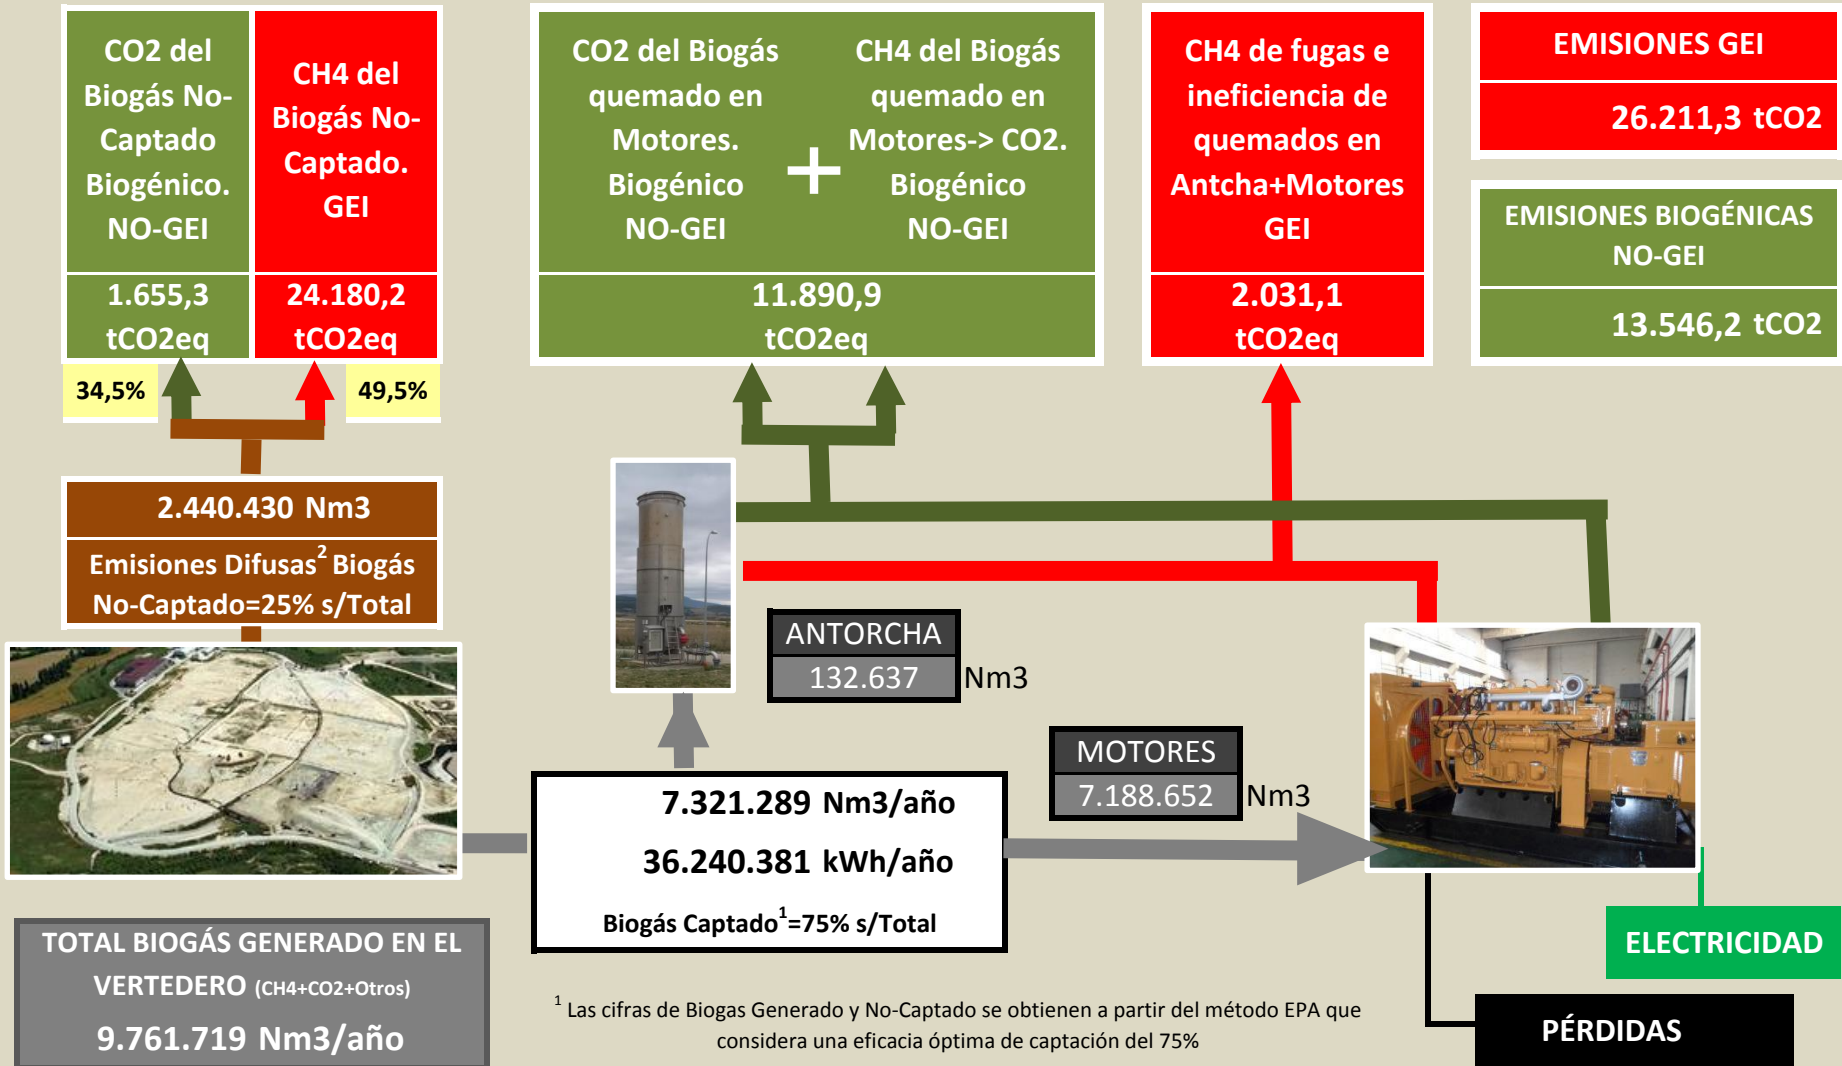 CO2 del
Biogás No-
Captado
Biogénico.
NO-GEI
1.655,3
tCO2eq
34,5%
CH4 del
Biogás No-
Captado.
GEI
24.180,2
tCO2eq
49,5%
CO2 del Biogás
quemado en
Motores.
Biogénico
NO-GEI
+
CH4 del Biogás
quemado en
Motores-> CO2.
Biogénico
NO-GEI
11.890,9
tCO2eq
CH4 de fugas e
ineficiencia de
quemados en
Antcha+Motores
GEI
2.031,1
tCO2eq
EMISIONES GEI
26.211,3 tCO2
EMISIONES BIOGÉNICAS
NO-GEI
13.546,2 tCO2
2.440.430 Nm3
Emisiones Difusas2 Biogás
No-Captado=25% s/Total
ANTORCHA
132.637 Nm3
MOTORES
7.188.652 Nm3
7.321.289 Nm3/año
36.240.381 kWh/año
Biogás Captado1=75% s/Total
TOTAL BIOGÁS GENERADO EN EL
VERTEDERO (CH4+CO2+Otros)
9.761.719 Nm3/año
ELECTRICIDAD
PÉRDIDAS
1 Las cifras de Biogas Generado y No-Captado se obtienen a partir del método EPA que
considera una eficacia óptima de captación del 75%